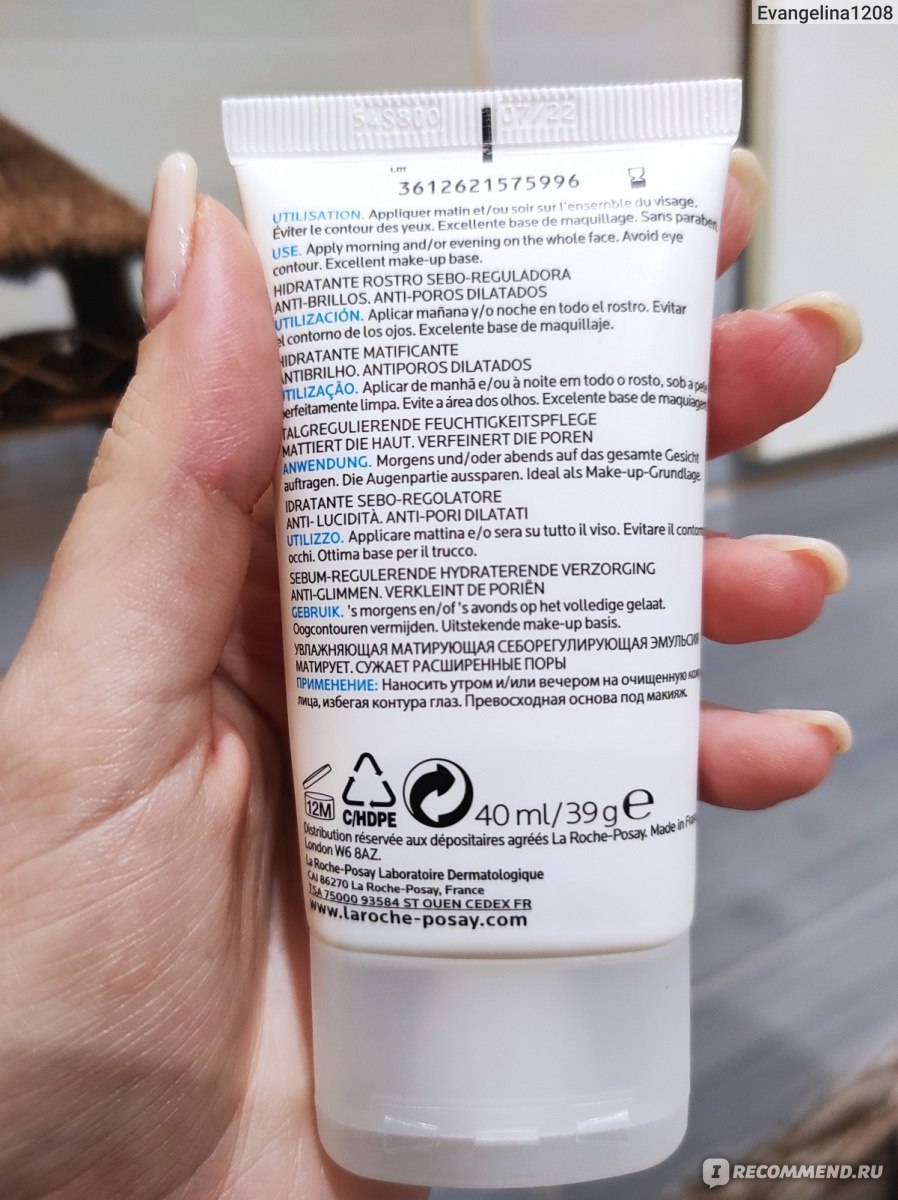 Evangelina1208
54S800 07/22
LOT
3612621575996
UTILISATION. Appliquer matin et/ou soir sur l'ensemble du visage.
Éviter le contour des yeux. Excellente base de maquillage. Sans paraben
USE. Apply morning and/or evening on the whole face. Avoid eye
contour. Excellent make-up base.
HIDRATANTE ROSTRO SEBO-REGULADORA
ANTI-BRILLOS. ANTI-POROS DILATADOS
UTILIZACIÓN. Aplicar mañana y/o noche en todo el rostro. Evitar
el contorno de los ojos. Excelente base de maquillaje.
HIDRATANTE MATIFICANTE
ANTIBRILHO. ANTIPOROS DILATADOS
UTILIZAÇÃO. Aplicar de manhã e/ou à noite em todo o rosto, sob a pele
perfeitamente limpa. Evite a área dos olhos. Excelente base de maquiagem
TALGREGULIERENDE FEUCHTIGKEITSPFLEGE
MATTIERT DIE HAUT. VERFEINERT DIE POREN
ANWENDUNG. Morgens und/oder abends auf das gesamte Gesicht
auftragen. Die Augenpartie aussparen. Ideal als Make-up-Grundlage.
IDRATANTE SEBO-REGOLATORE
ANTI- LUCIDITÀ. ANTI-PORI DILATATI
UTILIZZO. Applicare mattina e/o sera su tutto il viso. Evitare il
occhi. Ottima base per il trucco.
SEBUM-REGULERENDE HYDRATERENDE VERZORGING
ANTI-GLIMMEN. VERKLEINT DE PORIËN
GEBRUIK. 's morgens en/of 's avonds op het volledige gelaat.
Oogcontouren vermijden. Uitstekende make-up basis.
УВЛАЖНЯЮЩАЯ МАТИРУЮЩАЯ СЕБОРЕГУЛИРУЮЩАЯ ЭМУЛЬСИЯ
МАТИРУЕТ. СУЖАЕТ РАСШИРЕННЫЕ ПОРЫ
ПРИМЕНЕНИЕ: Наносить утром и/или вечером на очищенную кожу
лица, избегая контура глаз. Превосходная основа под макияж.
12M C/HDPE 40 ml/39 g e
Distribution réservée aux dépositaires agréés La Roche-Posay. Made in
London W6 8AZ.
La Roche-Posay Laboratoire Dermatologique
CAI 86270 La Roche-Posay, France
TSA 75000 93584 ST OUEN CEDEX FR
www.laroche-posay.com
IRECOMMEND.RU